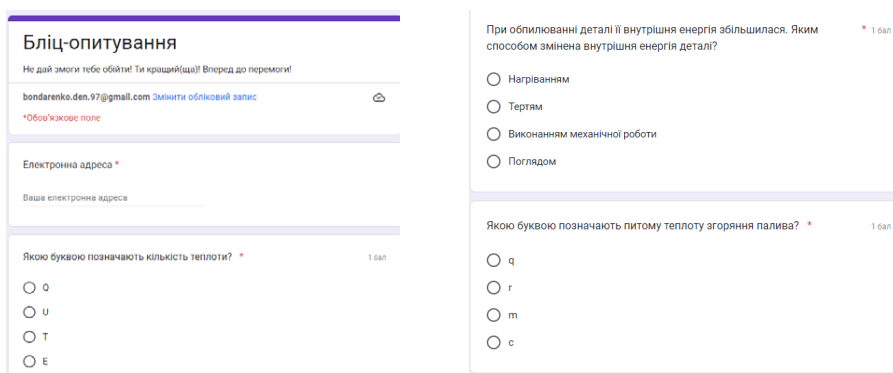 Бліц-опитування
Не дай змоги тебе обійти! Ти кращий(ща)! Вперед до перемоги!
bondarenko.den.97@gmail.com Змінити обліковий запис
*Обов'язкове поле
Електронна адреса *
Ваша електронна адреса
Якою буквою позначають кількість теплоти? * 1 бал
Q
U
T
E
При обпилюванні деталі її внутрішня енергія збільшилася. Яким * 1 бал
способом змінена внутрішня енергія деталі?
Нагріванням
Тертям
Виконанням механічної роботи
Поглядом
Якою буквою позначають питому теплоту згоряння палива? * 1 бал
q
r
m
c